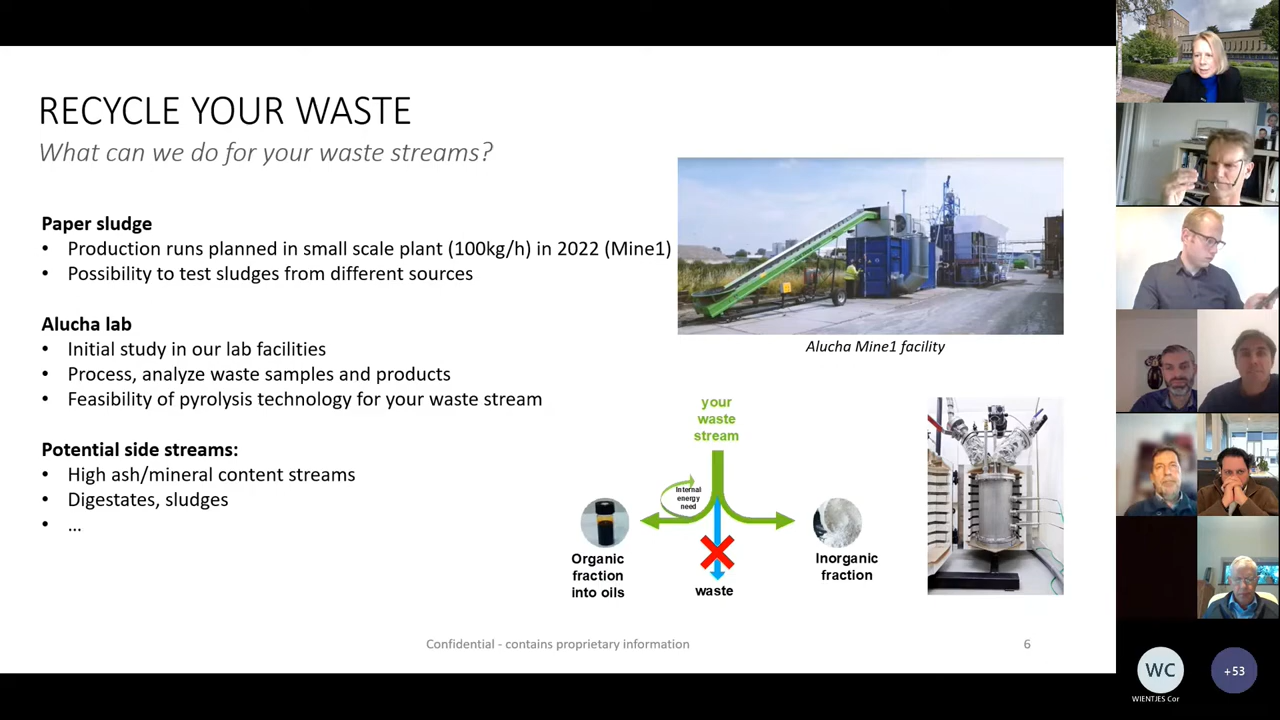 RECYCLE YOUR WASTE
What can we do for your waste streams?
Paper sludge
• Production runs planned in small scale plant (100kg/h) in 2022 (Mine1)
• Possibility to test sludges from different sources
Alucha lab
• Initial study in our lab facilities
• Process, analyze waste samples and products
• Feasibility of pyrolysis technology for your waste stream
Potential side streams:
• High ash/mineral content streams
• Digestates, sludges
• ...
Alucha Mine1 facility
your
waste
stream
Internal
energy
need
Organic
fraction
into oils
waste
Inorganic
fraction
Confidential - contains proprietary information
6
WC
WIENTJES Cor
+53